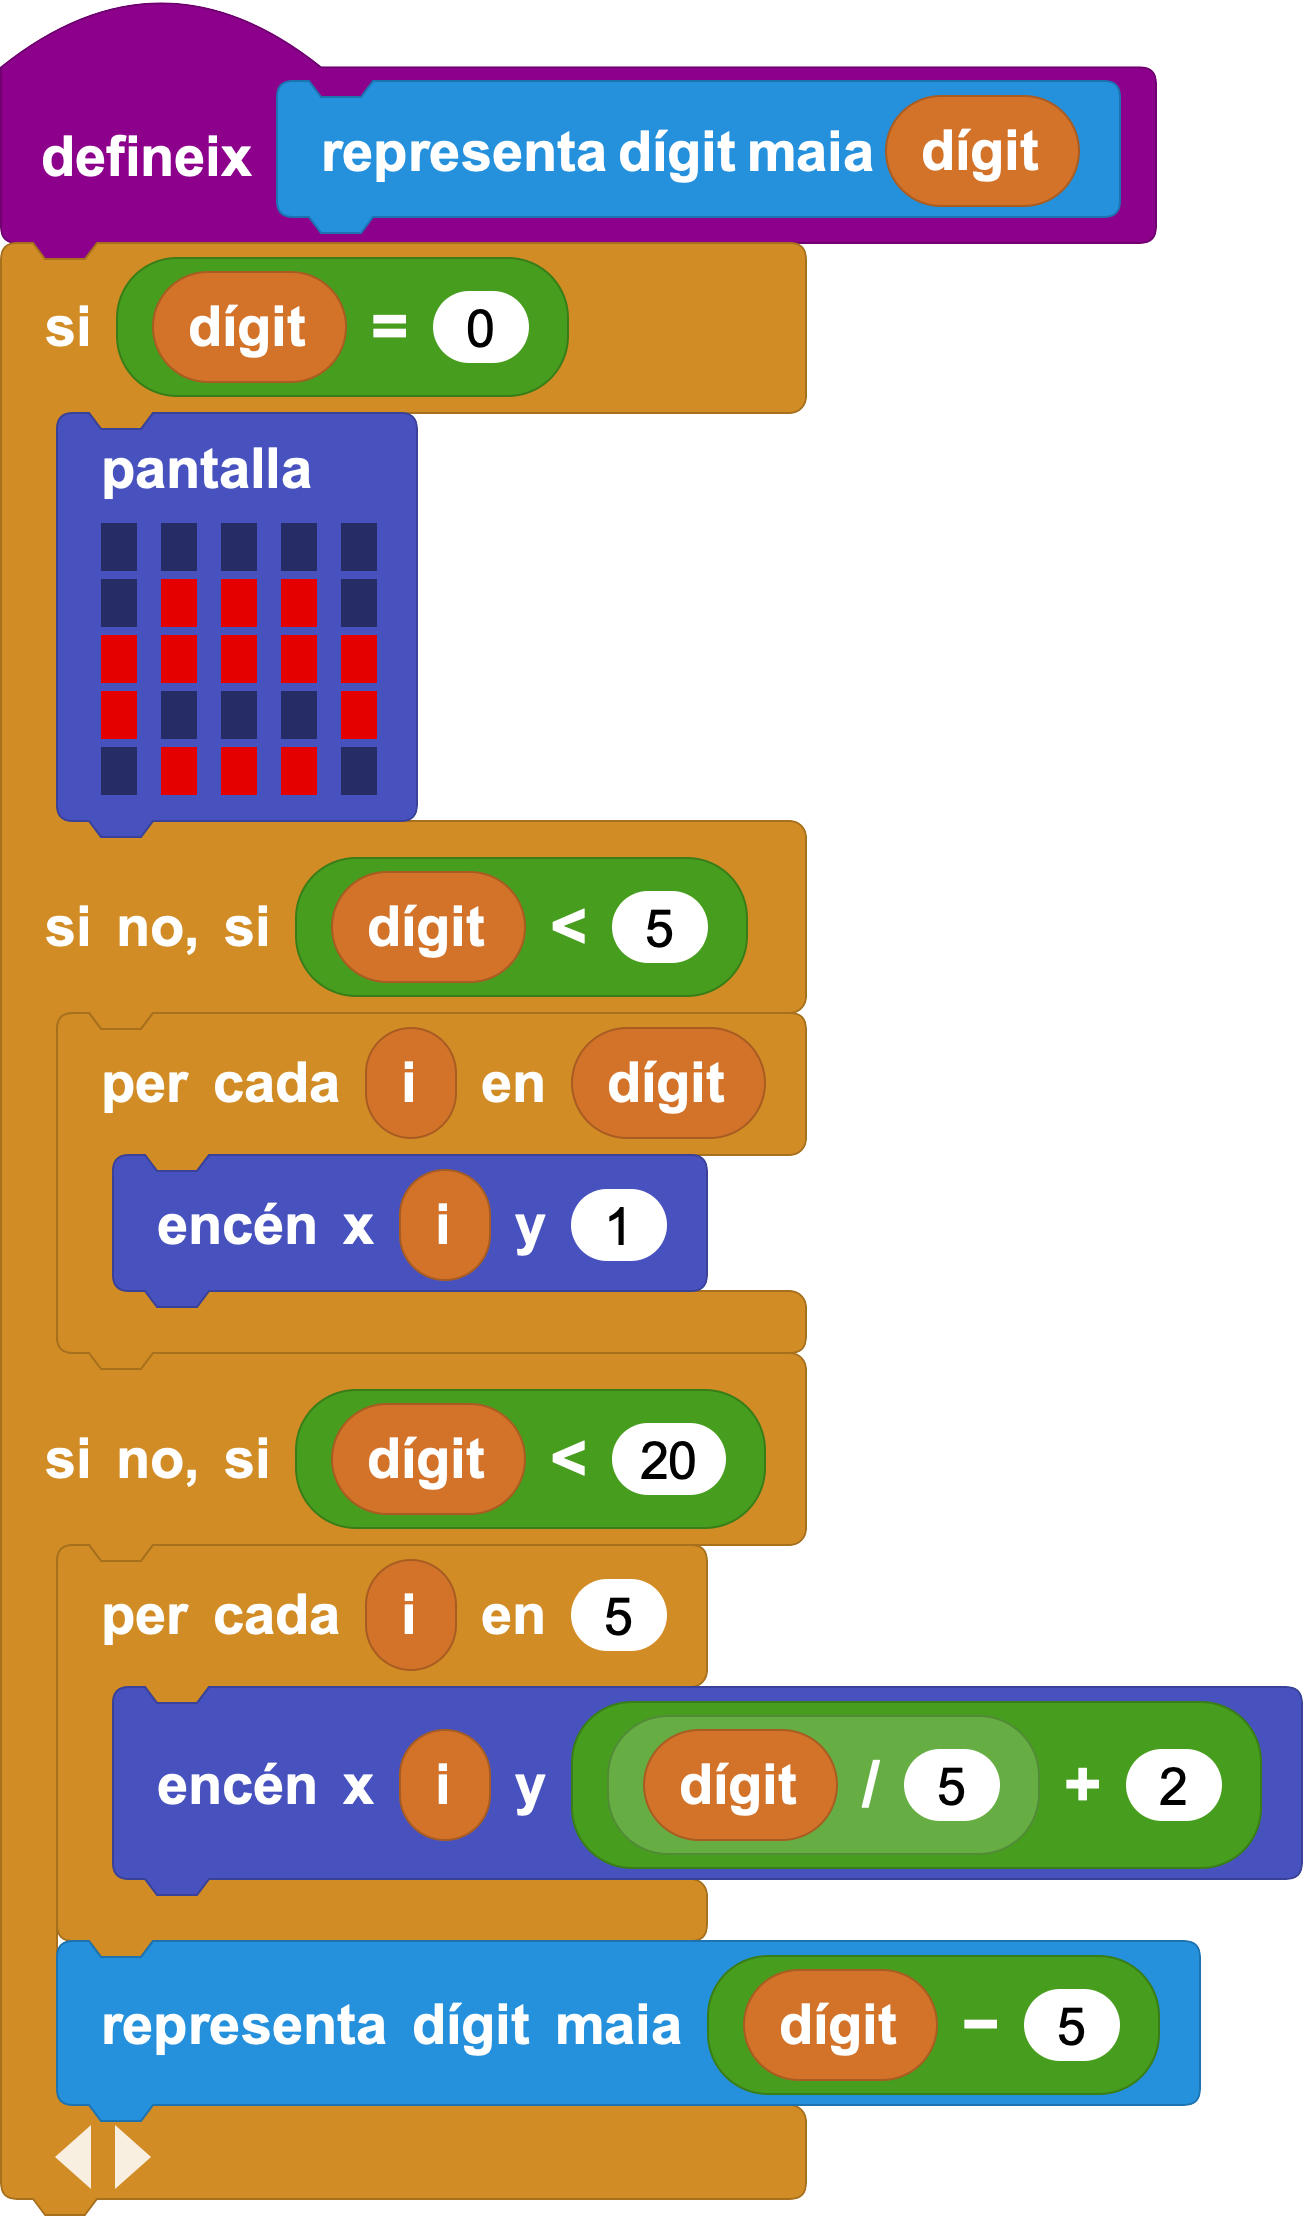 defineix representa dígit maia dígit
si dígit = 0
pantalla
si no, si dígit < 5
per cada i en dígit
encén x i y 1
si no, si dígit < 20
per cada i en 5
encén x i y dígit / 5 + 2
representa dígit maia dígit − 5